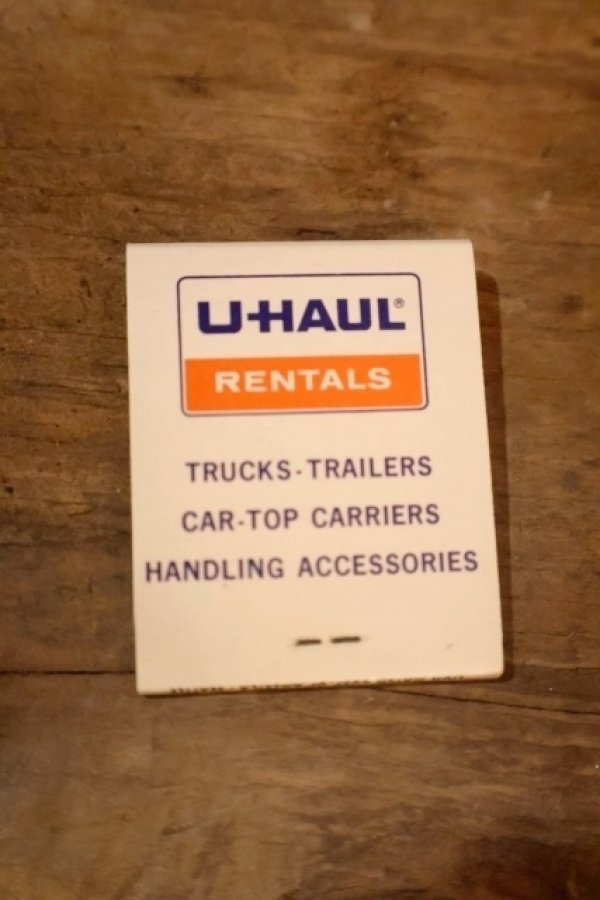 U-HAUL®
RENTALS
TRUCKS-TRAILERS
CAR-TOP CARRIERS
HANDLING ACCESSORIES